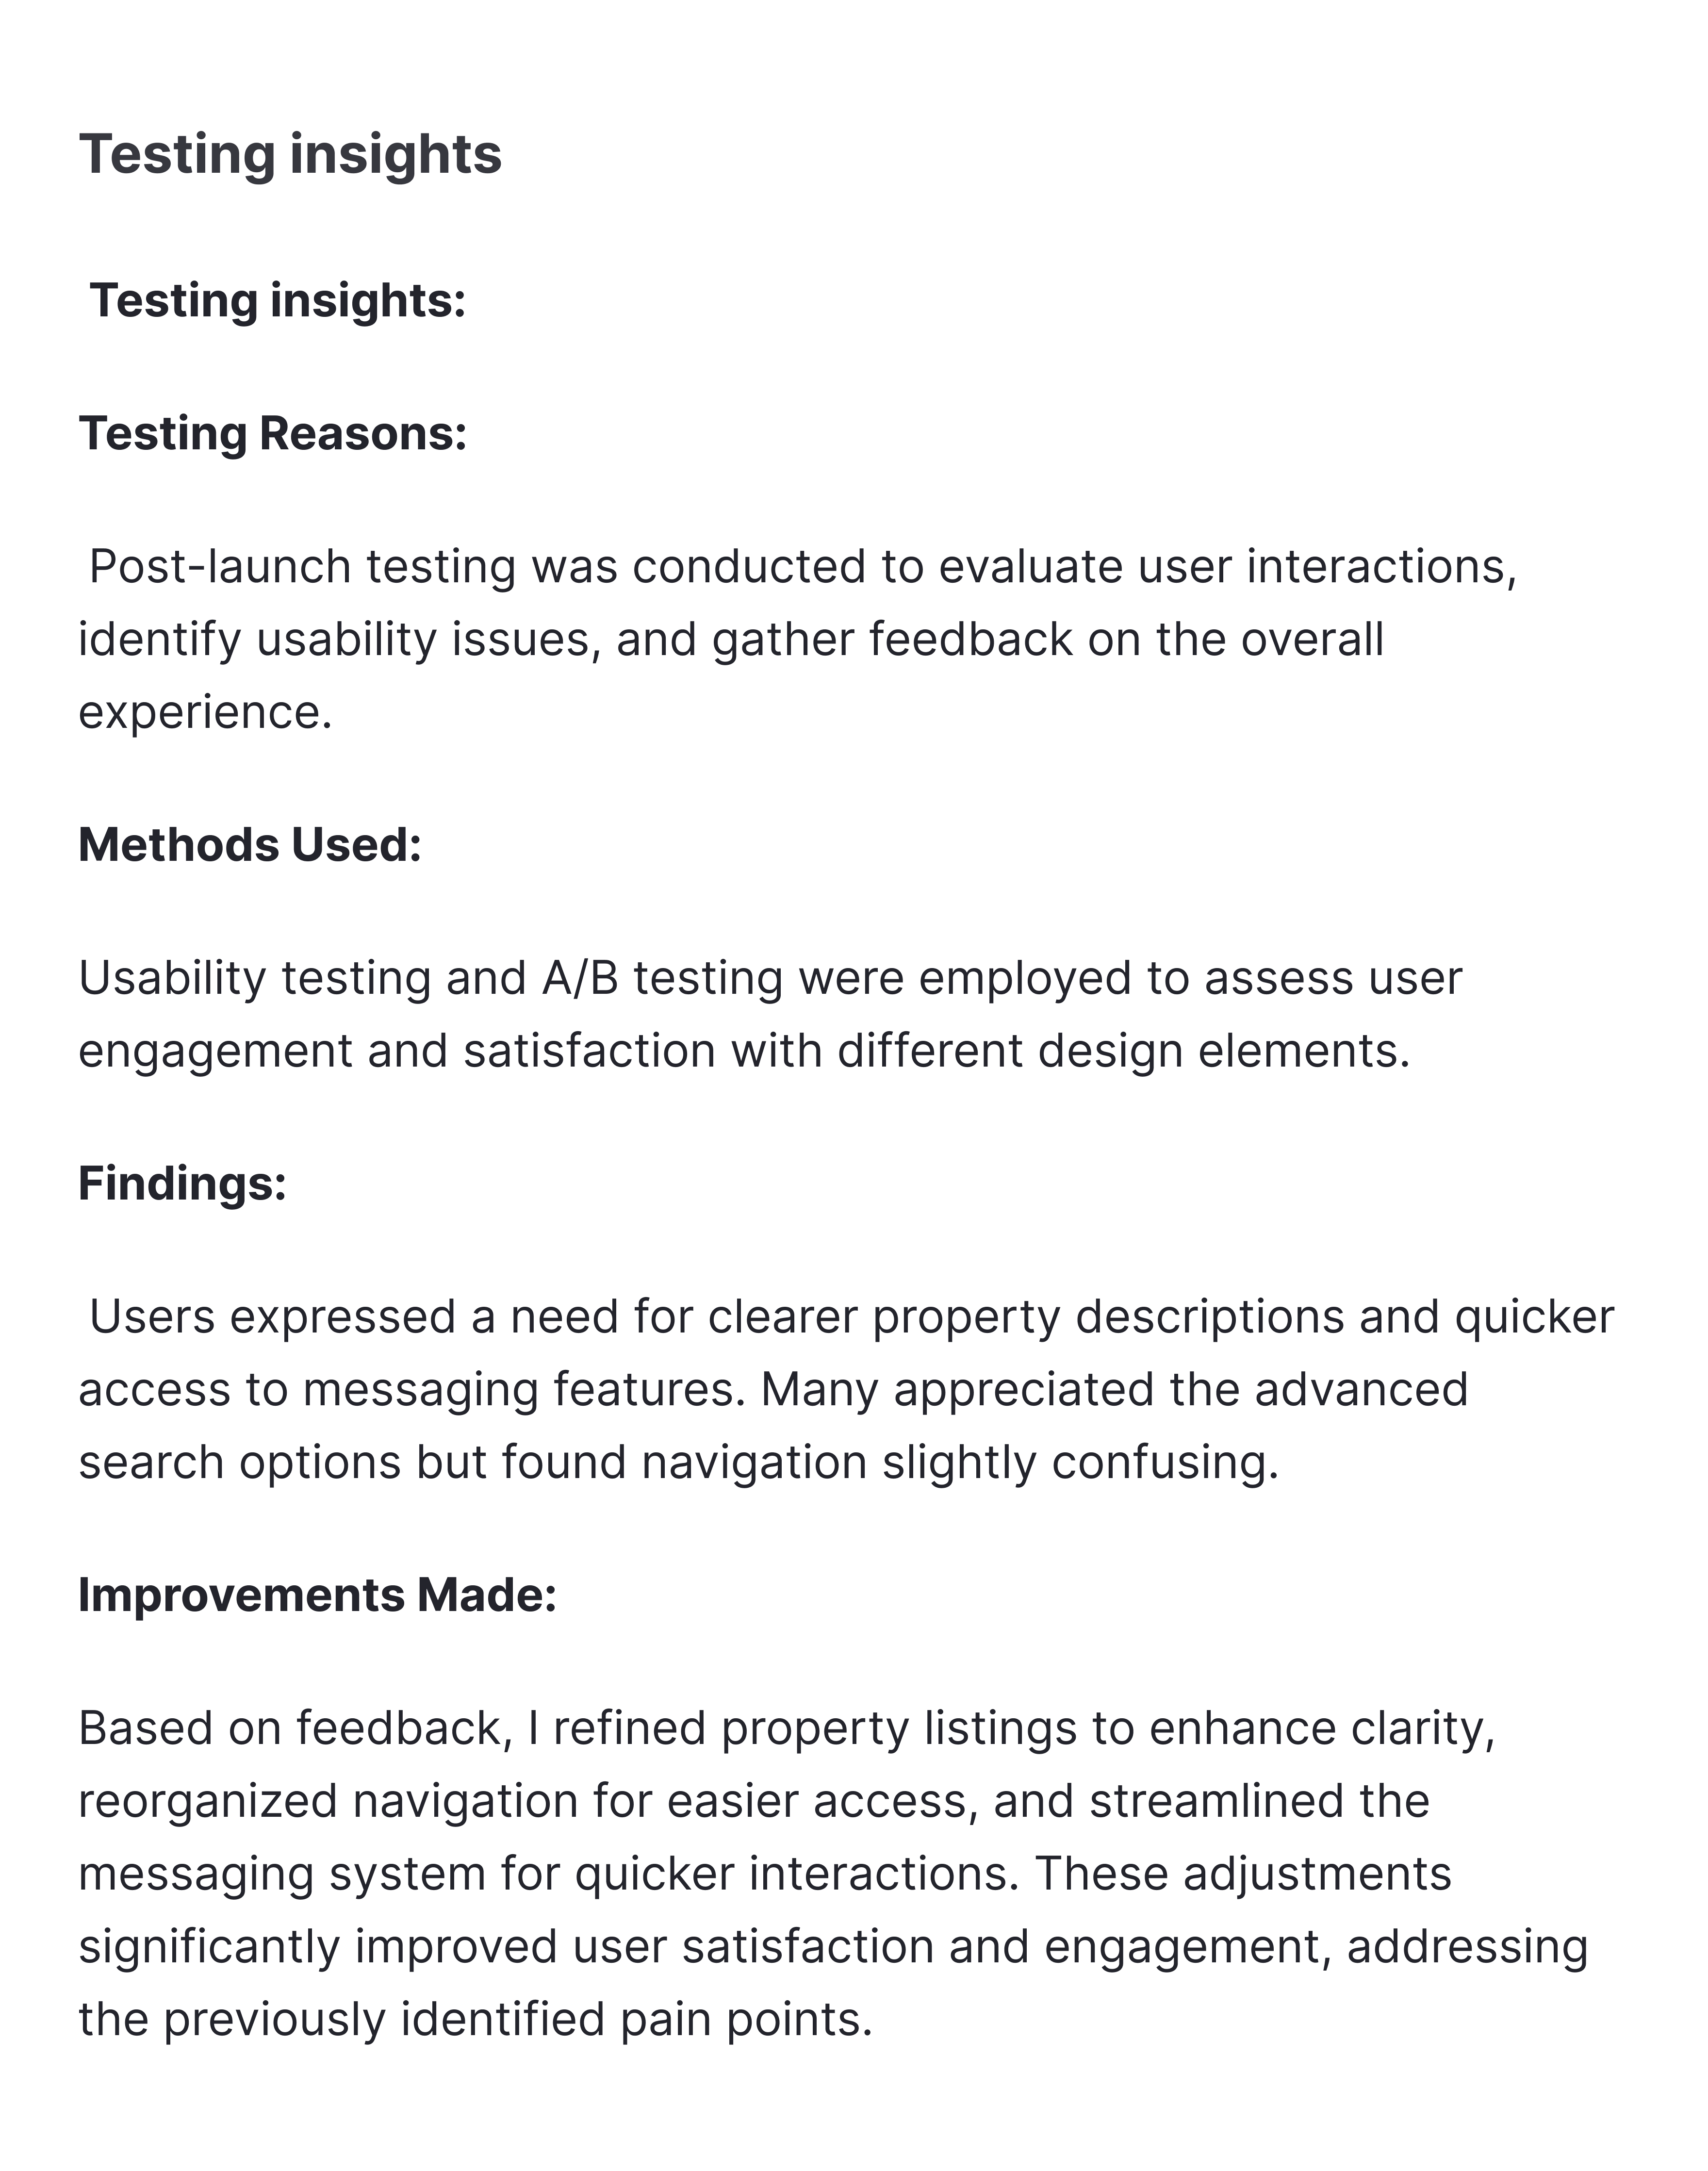 Testing insights
Testing insights:
Testing Reasons:
Post-launch testing was conducted to evaluate user interactions,
identify usability issues, and gather feedback on the overall
experience.
Methods Used:
Usability testing and A/B testing were employed to assess user
engagement and satisfaction with different design elements.
Findings:
Users expressed a need for clearer property descriptions and quicker
access to messaging features. Many appreciated the advanced
search options but found navigation slightly confusing.
Improvements Made:
Based on feedback, I refined property listings to enhance clarity,
reorganized navigation for easier access, and streamlined the
messaging system for quicker interactions. These adjustments
significantly improved user satisfaction and engagement, addressing
the previously identified pain points.